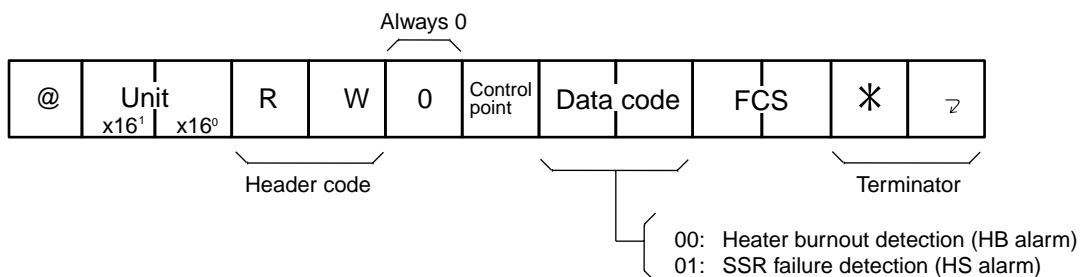 Always 0
@ Unit R W 0 Control point Data code FCS * ↵
x16¹ x16⁰
Header code
Terminator
00: Heater burnout detection (HB alarm)
01: SSR failure detection (HS alarm)